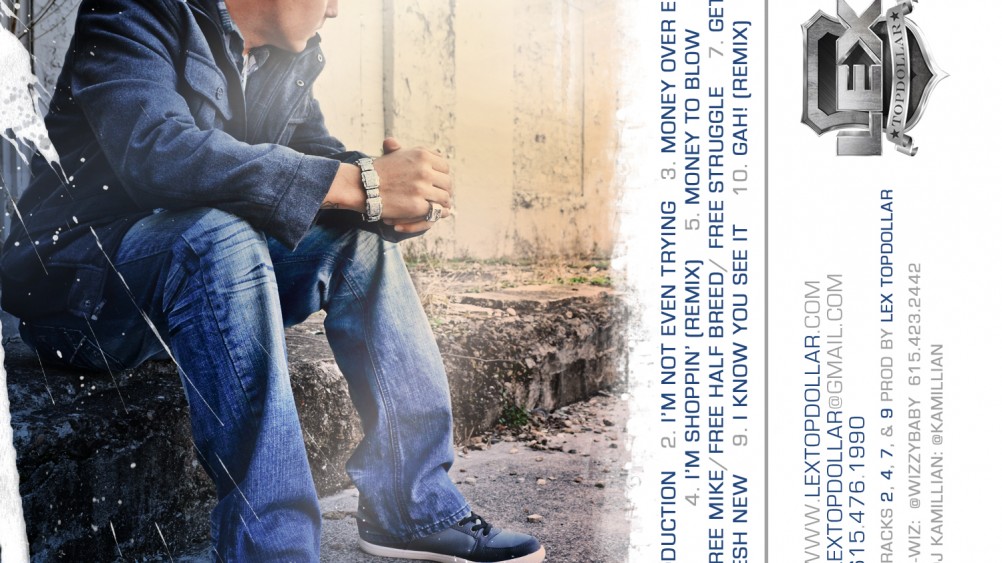 DUCTION 2. I'M NOT EVEN TRYING 3. MONEY OVER E
4. I'M SHOPPIN' (REMIX) 5. MONEY TO BLOW
REE MIKE/ FREE HALF BREED/ FREE STRUGGLE 7. GET
ESH NEW 9. I KNOW YOU SEE IT 10. GAH! (REMIX)
LEX
TOPDOLLAR
WWW.LEXTOPDOLLAR.COM
LEXTOPDOLLAR@GMAIL.COM
615.476.1990
RACKS 2, 4, 7, & 9 PROD BY LEX TOPDOLLAR
-WIZ: @WIZZYBABY 615.423.2442
J KAMILLIAN: @KAMILLIAN